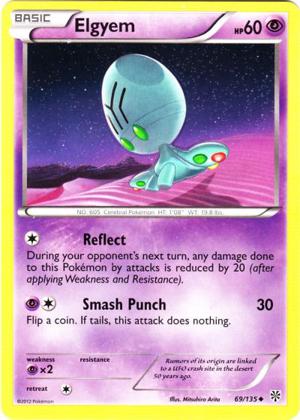 BASIC
Elgyem HP60
NO. 605 Cerebral Pokémon HT: 1'08" WT: 19.8 lbs.
Reflect
During your opponent's next turn, any damage done
to this Pokémon by attacks is reduced by 20 (after
applying Weakness and Resistance).
Smash Punch 30
Flip a coin. If tails, this attack does nothing.
weakness resistance
×2
retreat
Rumors of its origin are linked
to a UFO crash site in the desert
50 years ago.
©2012 Pokémon Illus. Mitsuhiro Arita 69/135